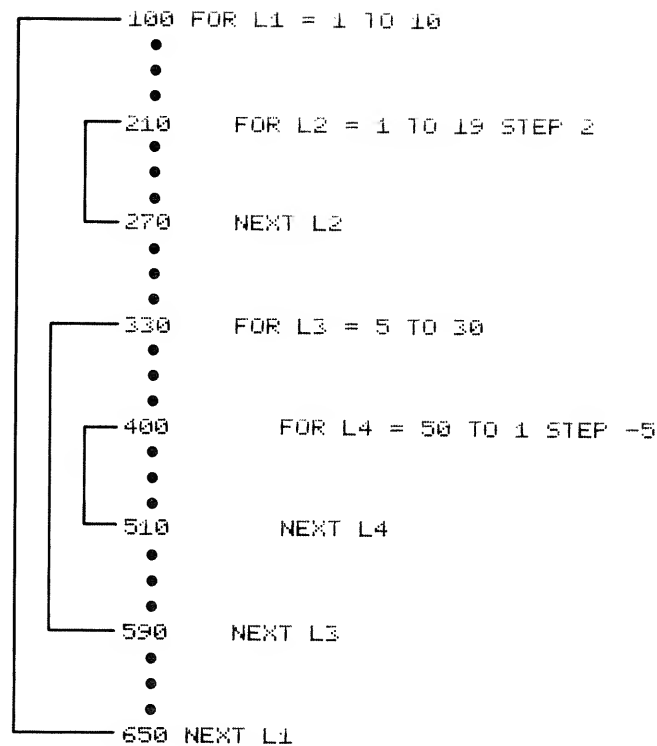 100 FOR L1 = 1 TO 10
210 FOR L2 = 1 TO 19 STEP 2
270 NEXT L2
330 FOR L3 = 5 TO 30
400 FOR L4 = 50 TO 1 STEP -5
510 NEXT L4
590 NEXT L3
650 NEXT L1